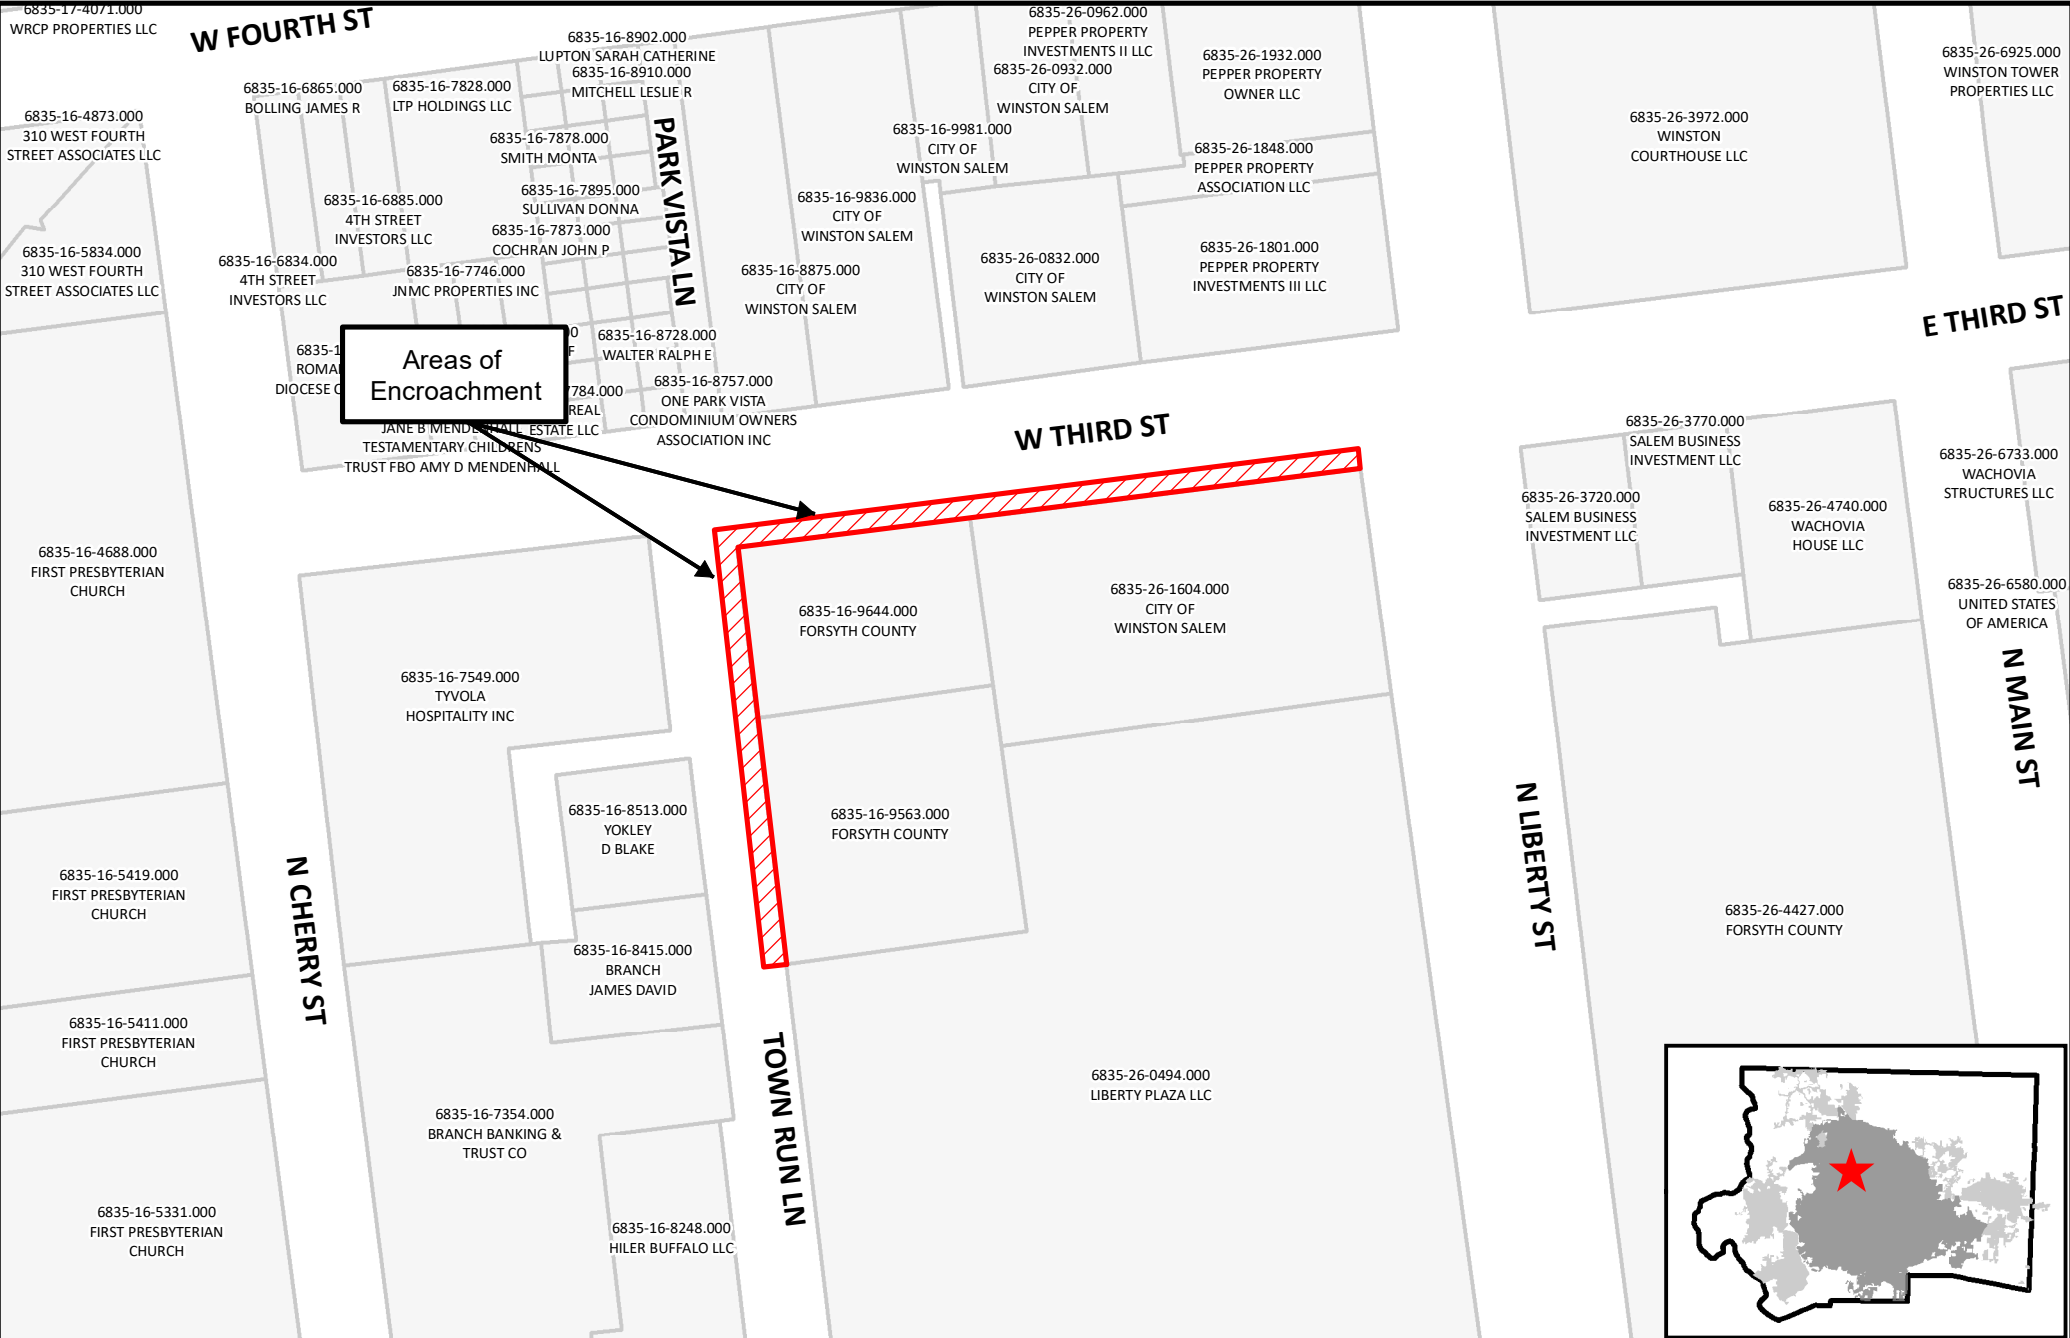 6835-17-4071.000
WRCP PROPERTIES LLC
W FOURTH ST
6835-16-8902.000
LUPTON SARAH CATHERINE
6835-16-8910.000
MITCHELL LESLIE R
6835-26-0962.000
PEPPER PROPERTY
INVESTMENTS II LLC
6835-26-0932.000
CITY OF
WINSTON SALEM
6835-26-1932.000
PEPPER PROPERTY
OWNER LLC
6835-26-6925.000
WINSTON TOWER
PROPERTIES LLC
6835-16-6865.000
BOLLING JAMES R
6835-16-7828.000
LTP HOLDINGS LLC
6835-16-4873.000
310 WEST FOURTH
STREET ASSOCIATES LLC
6835-16-7878.000
SMITH MONTA
PARK VISTA LN
6835-16-9981.000
CITY OF
WINSTON SALEM
6835-26-1848.000
PEPPER PROPERTY
ASSOCIATION LLC
6835-26-3972.000
WINSTON
COURTHOUSE LLC
6835-16-6885.000
4TH STREET
INVESTORS LLC
6835-16-7895.000
SULLIVAN DONNA
6835-16-7873.000
COCHRAN JOHN P
6835-16-9836.000
CITY OF
WINSTON SALEM
6835-16-5834.000
310 WEST FOURTH
STREET ASSOCIATES LLC
6835-16-6834.000
4TH STREET
INVESTORS LLC
6835-16-7746.000
JNMC PROPERTIES INC
6835-16-8875.000
CITY OF
WINSTON SALEM
6835-26-0832.000
CITY OF
WINSTON SALEM
6835-26-1801.000
PEPPER PROPERTY
INVESTMENTS III LLC
E THIRD ST
Areas of
Encroachment
6835-1
ROMA
DIOCESE
00
F
6835-16-8728.000
WALTER RALPH E
7784.000
REAL
ESTATE LLC
6835-16-8757.000
ONE PARK VISTA
CONDOMINIUM OWNERS
ASSOCIATION INC
JANE B MENDENHALL
TESTAMENTARY CHILDRENS
TRUST FBO AMY D MENDENHALL
W THIRD ST
6835-26-3770.000
SALEM BUSINESS
INVESTMENT LLC
6835-26-3720.000
SALEM BUSINESS
INVESTMENT LLC
6835-26-4740.000
WACHOVIA
HOUSE LLC
6835-26-6733.000
WACHOVIA
STRUCTURES LLC
6835-26-6580.000
UNITED STATES
OF AMERICA
6835-16-4688.000
FIRST PRESBYTERIAN
CHURCH
6835-16-9644.000
FORSYTH COUNTY
6835-26-1604.000
CITY OF
WINSTON SALEM
6835-16-7549.000
TYVOLA
HOSPITALITY INC
N MAIN ST
6835-16-8513.000
YOKLEY
D BLAKE
6835-16-9563.000
FORSYTH COUNTY
N LIBERTY ST
6835-16-5419.000
FIRST PRESBYTERIAN
CHURCH
N CHERRY ST
6835-26-4427.000
FORSYTH COUNTY
6835-16-8415.000
BRANCH
JAMES DAVID
6835-16-5411.000
FIRST PRESBYTERIAN
CHURCH
TOWN RUN LN
6835-26-0494.000
LIBERTY PLAZA LLC
6835-16-7354.000
BRANCH BANKING &
TRUST CO
6835-16-5331.000
FIRST PRESBYTERIAN
CHURCH
6835-16-8248.000
HILER BUFFALO LLC